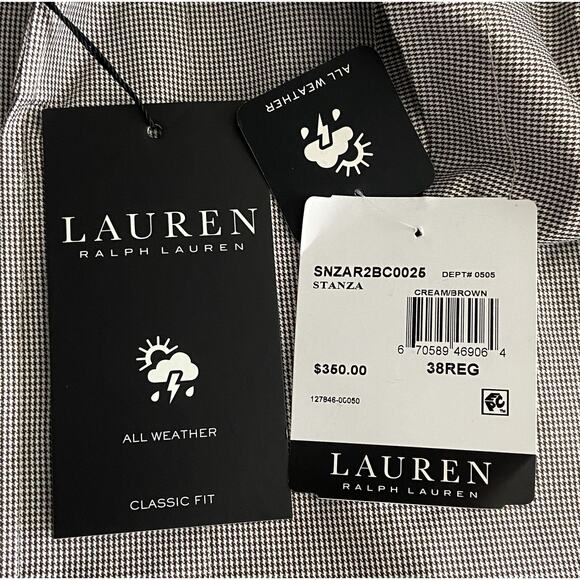 LAUREN
RALPH LAUREN
ALL WEATHER
CLASSIC FIT
ALL WEATHER
SNZAR2BC0025 DEPT# 0505
STANZA
CREAM/BROWN
6 70589 46906 4
$350.00 38REG
127846-00050
LAUREN
RALPH LAUREN